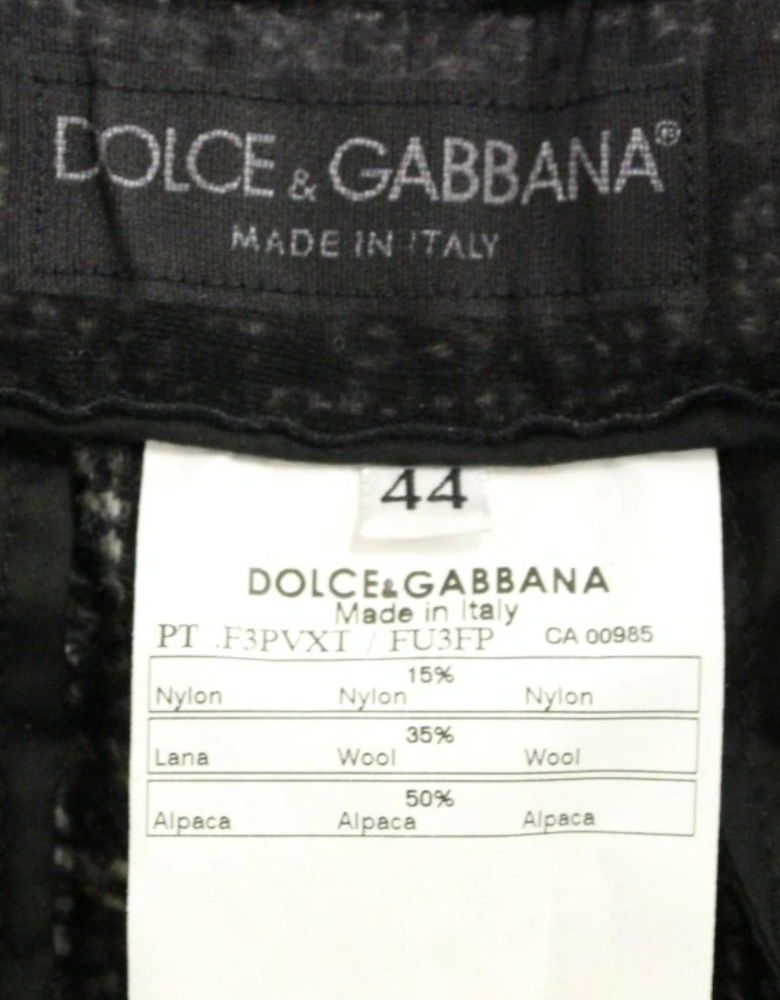 DOLCE & GABBANA®
MADE IN ITALY
44
DOLCE&GABBANA
Made in Italy
PT .F3PVXT / FU3FP CA 00985
15%
Nylon Nylon Nylon
35%
Lana Wool Wool
50%
Alpaca Alpaca Alpaca